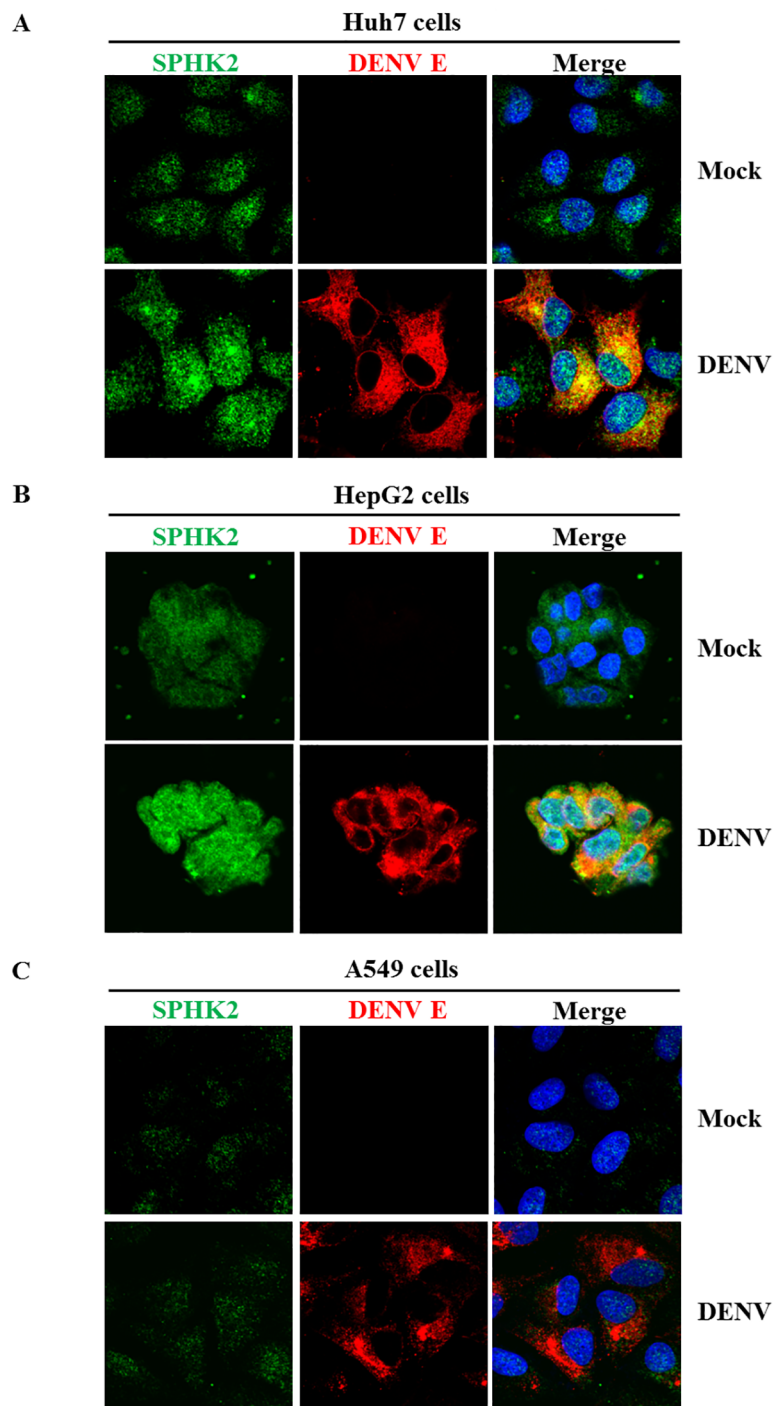 A
Huh7 cells
SPHK2 DENV E Merge
Mock
DENV
B
HepG2 cells
SPHK2 DENV E Merge
Mock
DENV
C
A549 cells
SPHK2 DENV E Merge
Mock
DENV